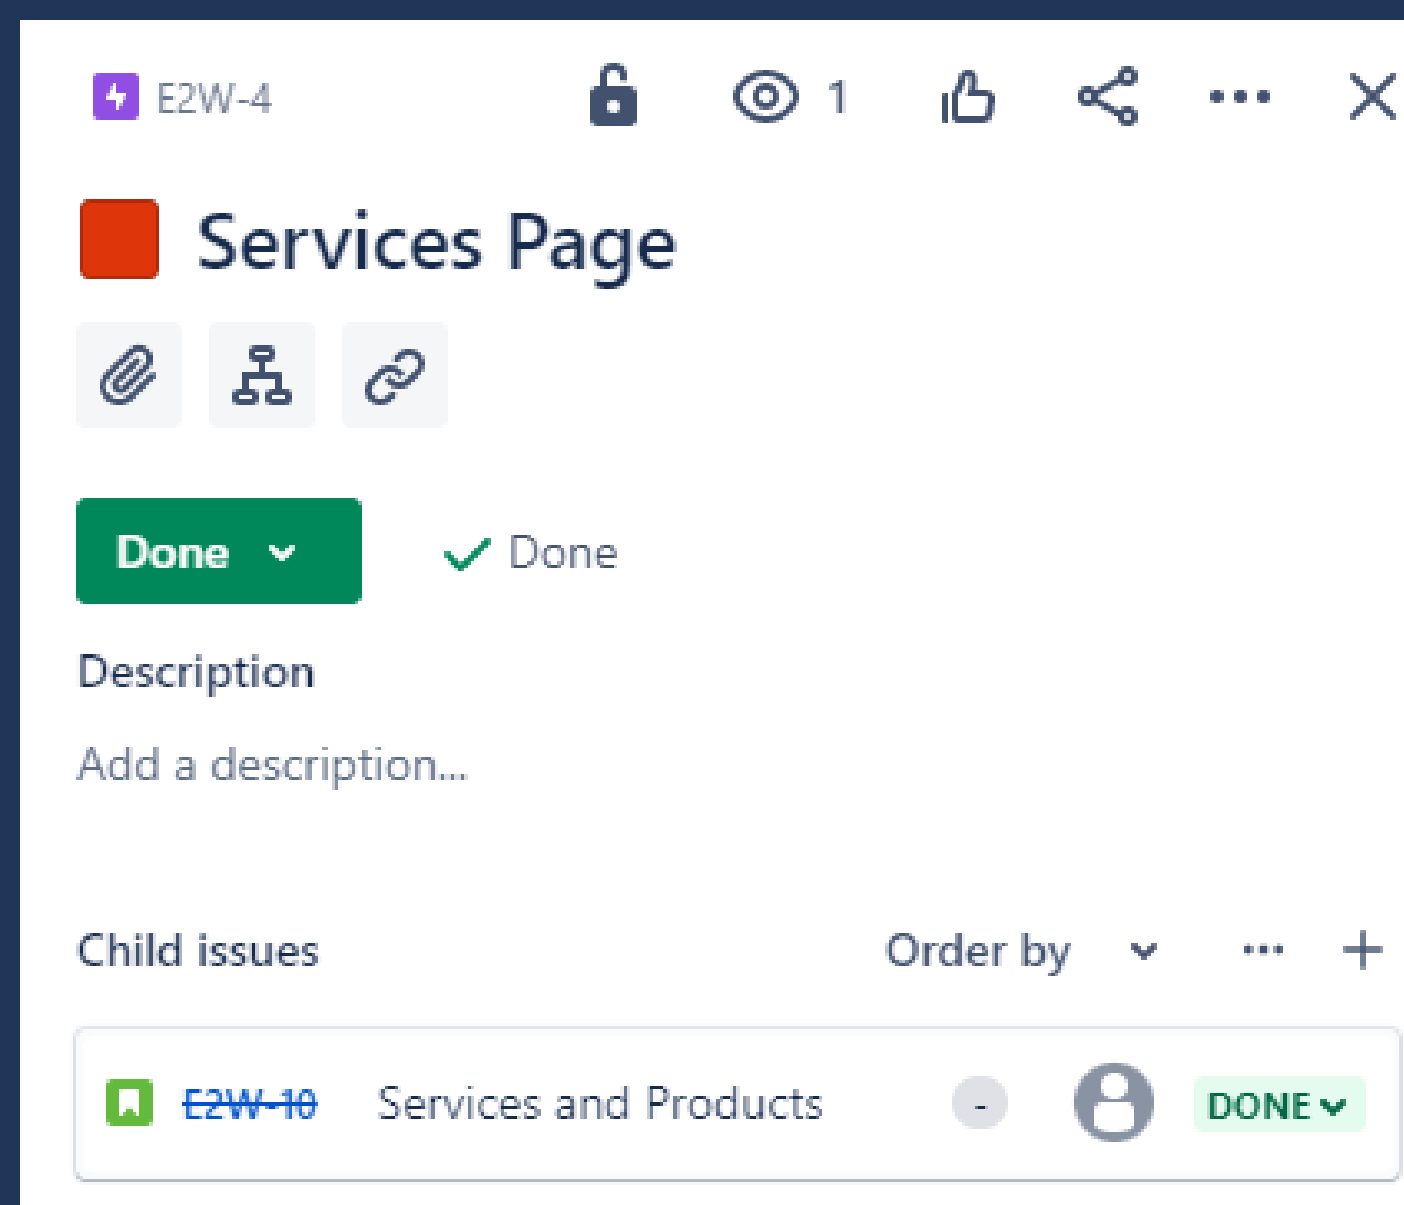 E2W-4 1
Services Page
Done Done
Description
Add a description...
Child issues Order by
E2W-10 Services and Products - DONE